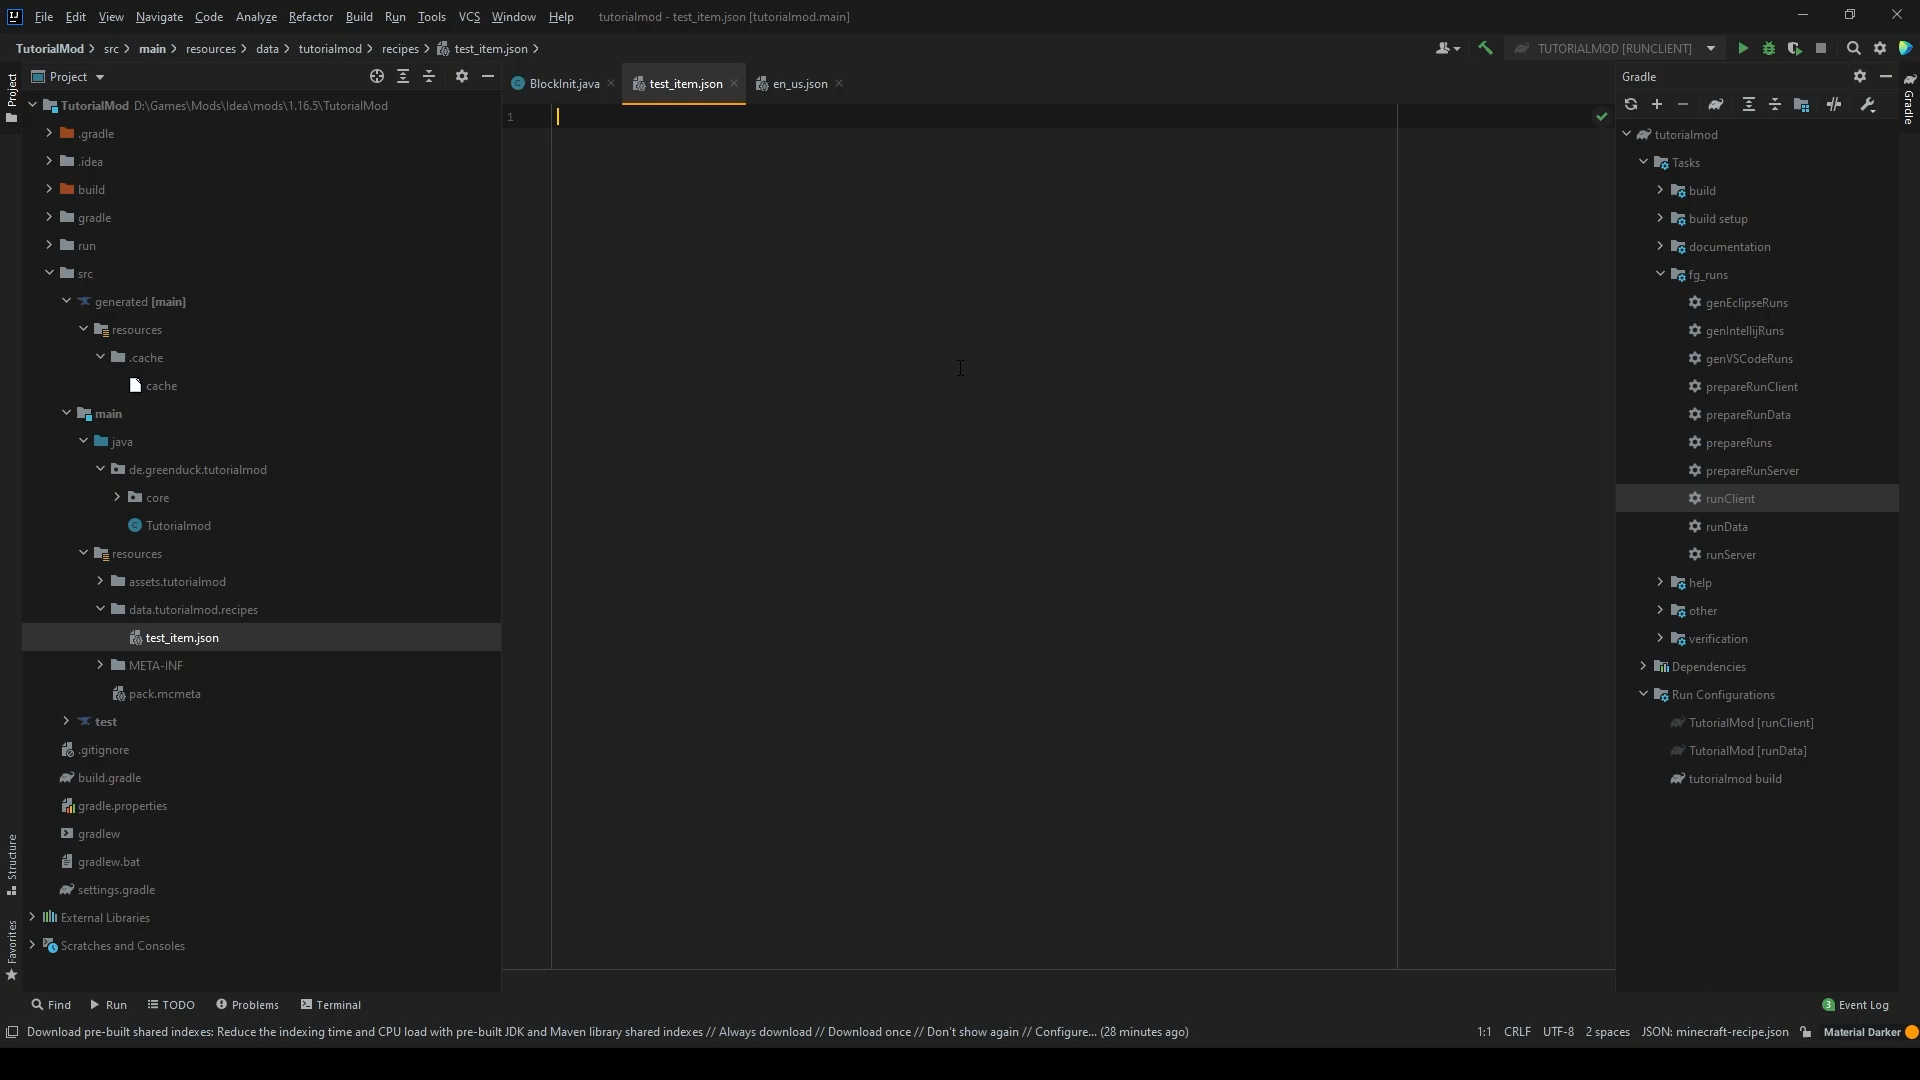 File Edit View Navigate Code Analyze Refactor Build Run Tools VCS Window Help tutorialmod - test_item.json [tutorialmod.main]
TutorialMod src main resources data tutorialmod recipes test_item.json TUTORIALMOD [RUNCLIENT]
Project
BlockInit.java test_item.json en_us.json
Gradle
Project
Gradle
TutorialMod D:\Games\Mods\Idea\mods\1.16.5\TutorialMod
.gradle
.idea
build
gradle
run
src
generated [main]
resources
.cache
cache
main
java
de.greenduck.tutorialmod
core
Tutorialmod
resources
assets.tutorialmod
data.tutorialmod.recipes
test_item.json
META-INF
pack.mcmeta
test
.gitignore
build.gradle
gradle.properties
gradlew
gradlew.bat
settings.gradle
External Libraries
Scratches and Consoles
Structure
Favorites
1
tutorialmod
Tasks
build
build setup
documentation
fg_runs
genEclipseRuns
genIntellijRuns
genVSCodeRuns
prepareRunClient
prepareRunData
prepareRuns
prepareRunServer
runClient
runData
runServer
help
other
verification
Dependencies
Run Configurations
TutorialMod [runClient]
TutorialMod [runData]
tutorialmod build
Find Run TODO Problems Terminal 3 Event Log
Download pre-built shared indexes: Reduce the indexing time and CPU load with pre-built JDK and Maven library shared indexes // Always download // Download once // Don't show again // Configure... (28 minutes ago) 1:1 CRLF UTF-8 2 spaces JSON: minecraft-recipe.json Material Darker